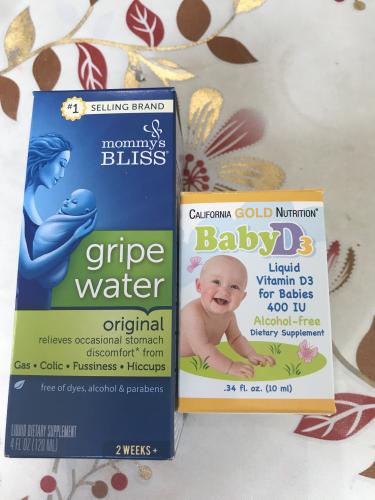 #1 SELLING BRAND
mommy's
BLISS®
gripe
water
original
relieves occasional stomach
discomfort* from
Gas • Colic • Fussiness • Hiccups
free of dyes, alcohol & parabens
LIQUID DIETARY SUPPLEMENT
4 FL OZ (120 ML)
2 WEEKS +
CALIFORNIA GOLD NUTRITION®
Baby D3
Liquid
Vitamin D3
for Babies
400 IU
Alcohol-free
Dietary Supplement
.34 fl. oz. (10 ml)